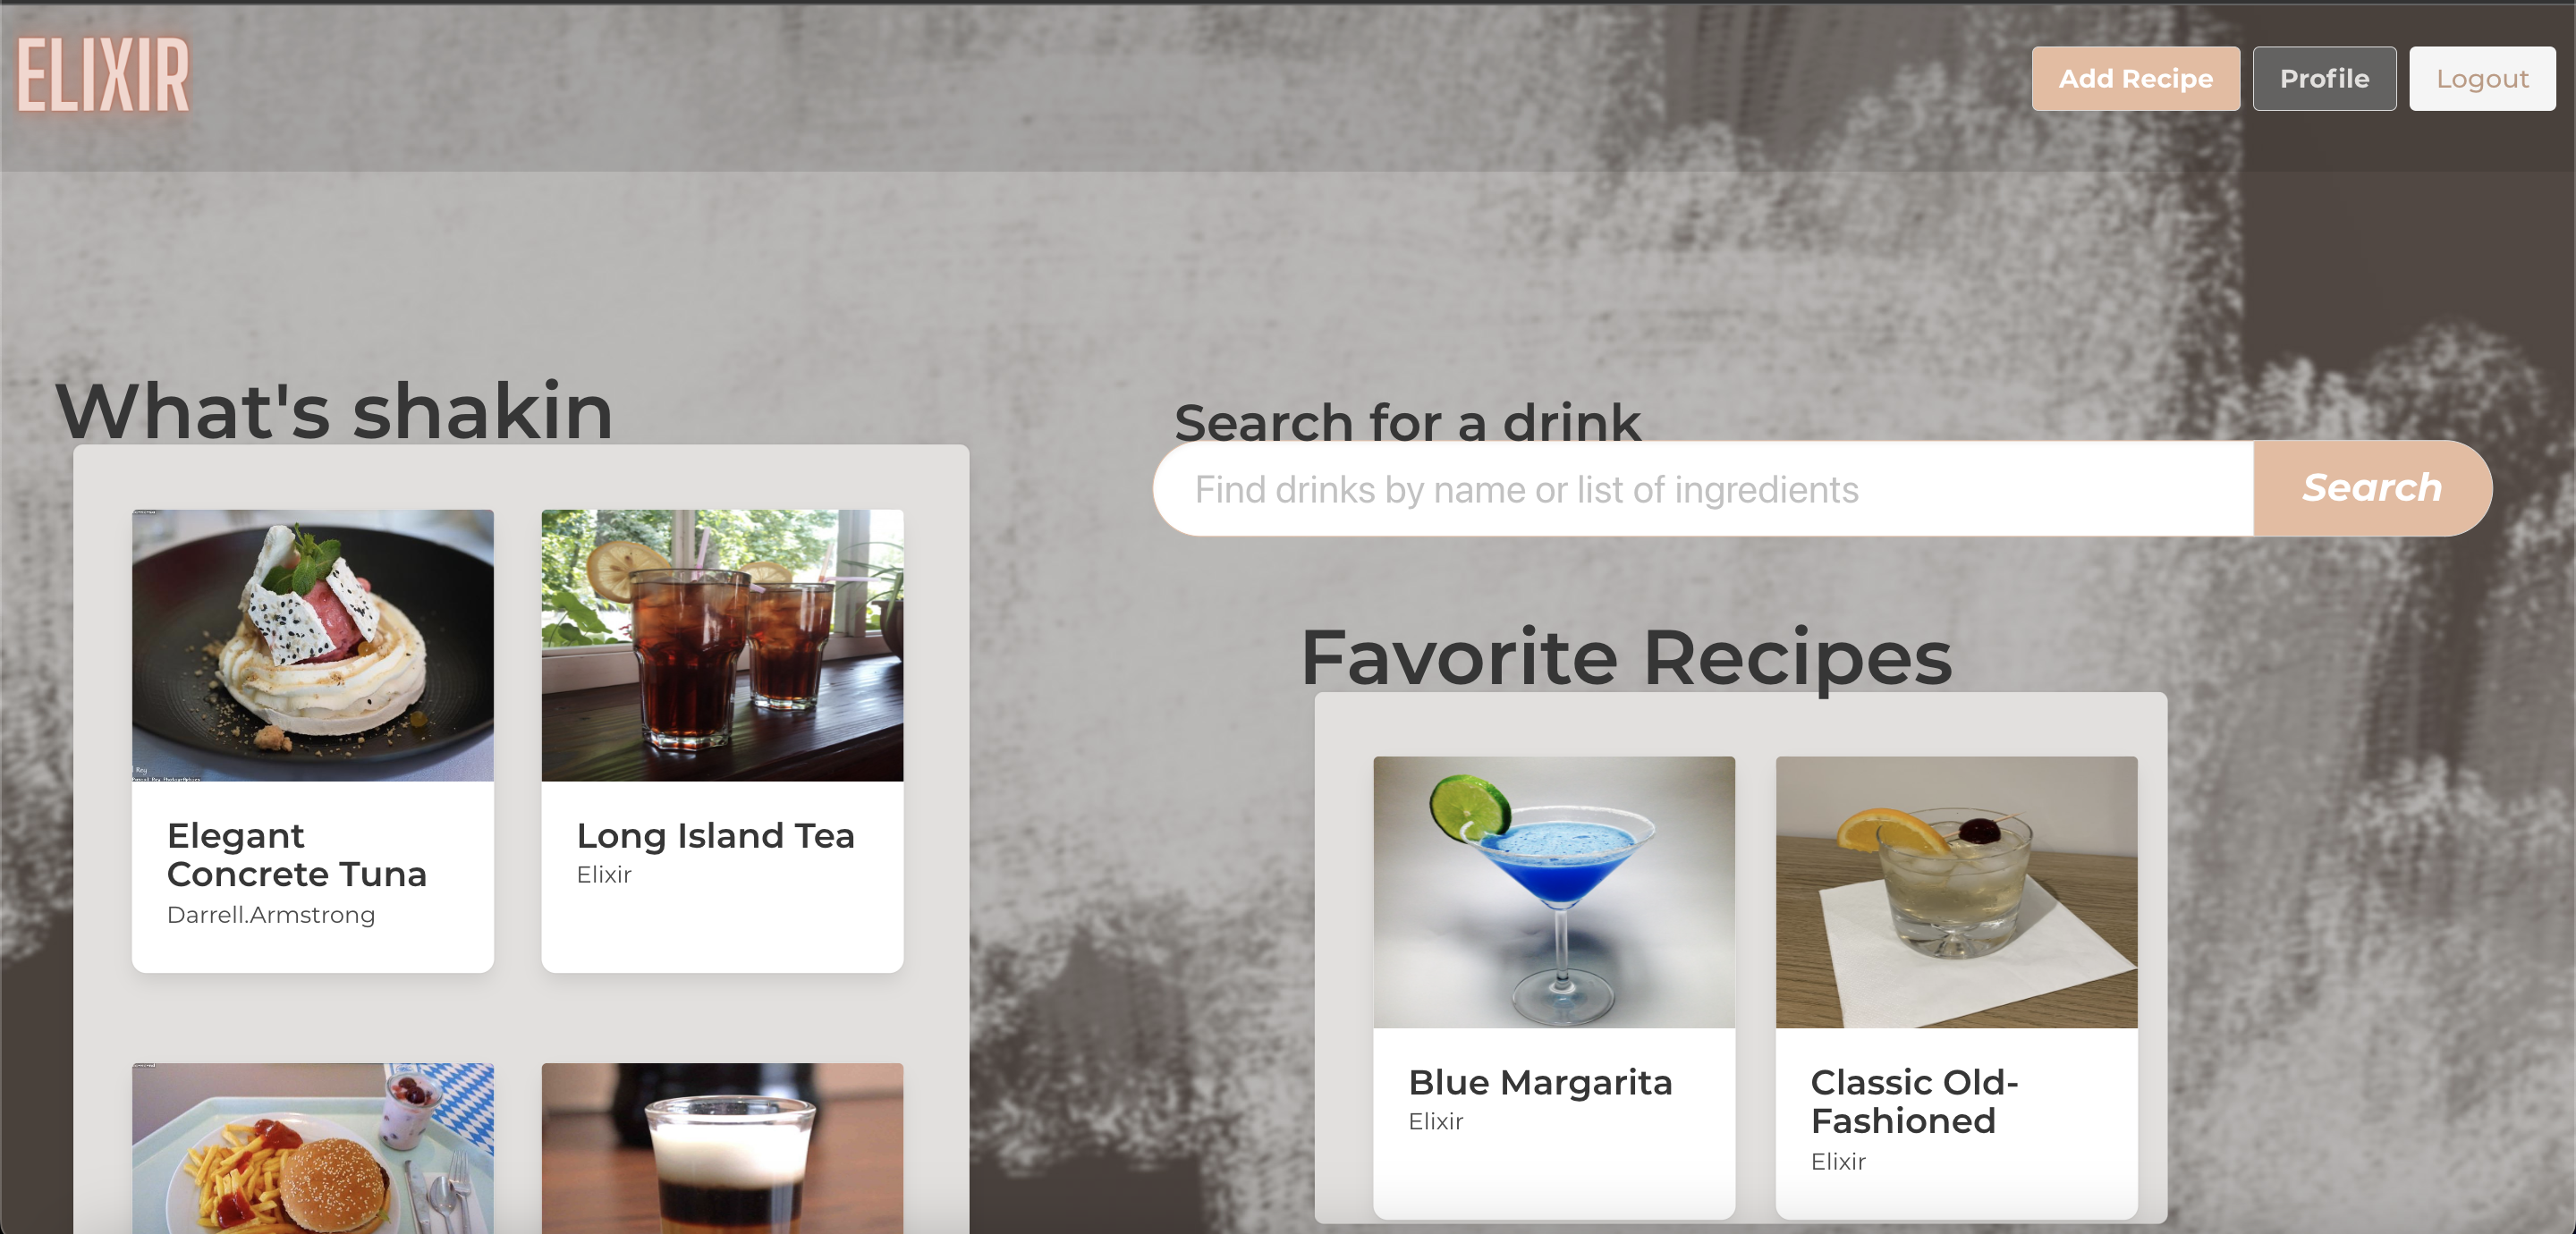 ELIXIR
Add Recipe
Profile
Logout
What's shakin
Search for a drink
Find drinks by name or list of ingredients
Search
Favorite Recipes
Elegant
Concrete Tuna
Darrell.Armstrong
Long Island Tea
Elixir
Blue Margarita
Elixir
Classic Old-
Fashioned
Elixir